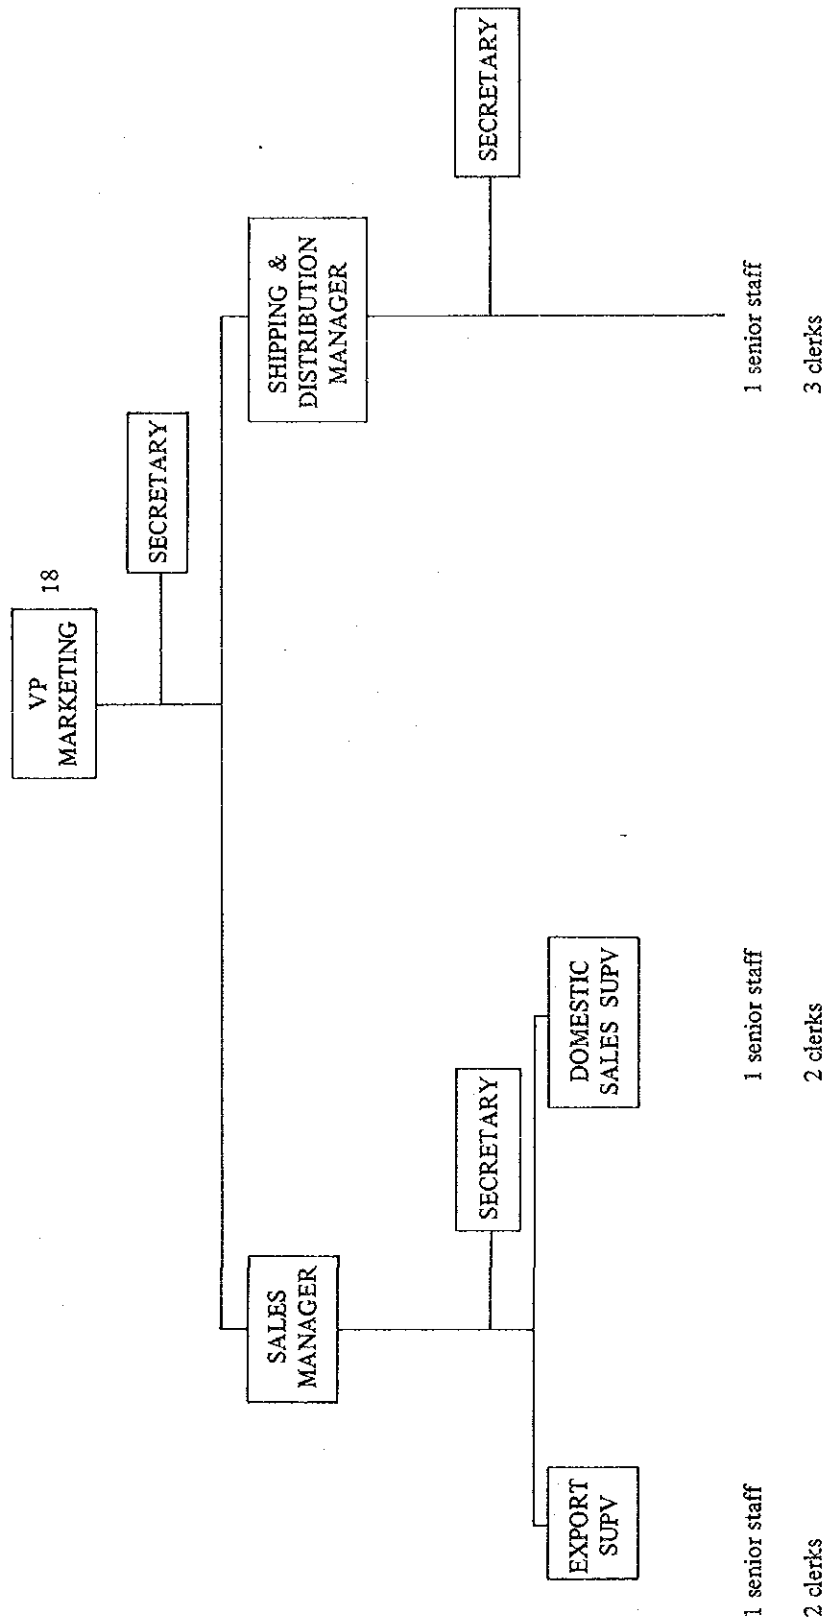 VP
MARKETING
18
SECRETARY
SALES
MANAGER
SHIPPING &
DISTRIBUTION
MANAGER
SECRETARY
SECRETARY
EXPORT
SUPV
DOMESTIC
SALES SUPV
1 senior staff
2 clerks
1 senior staff
2 clerks
1 senior staff
3 clerks